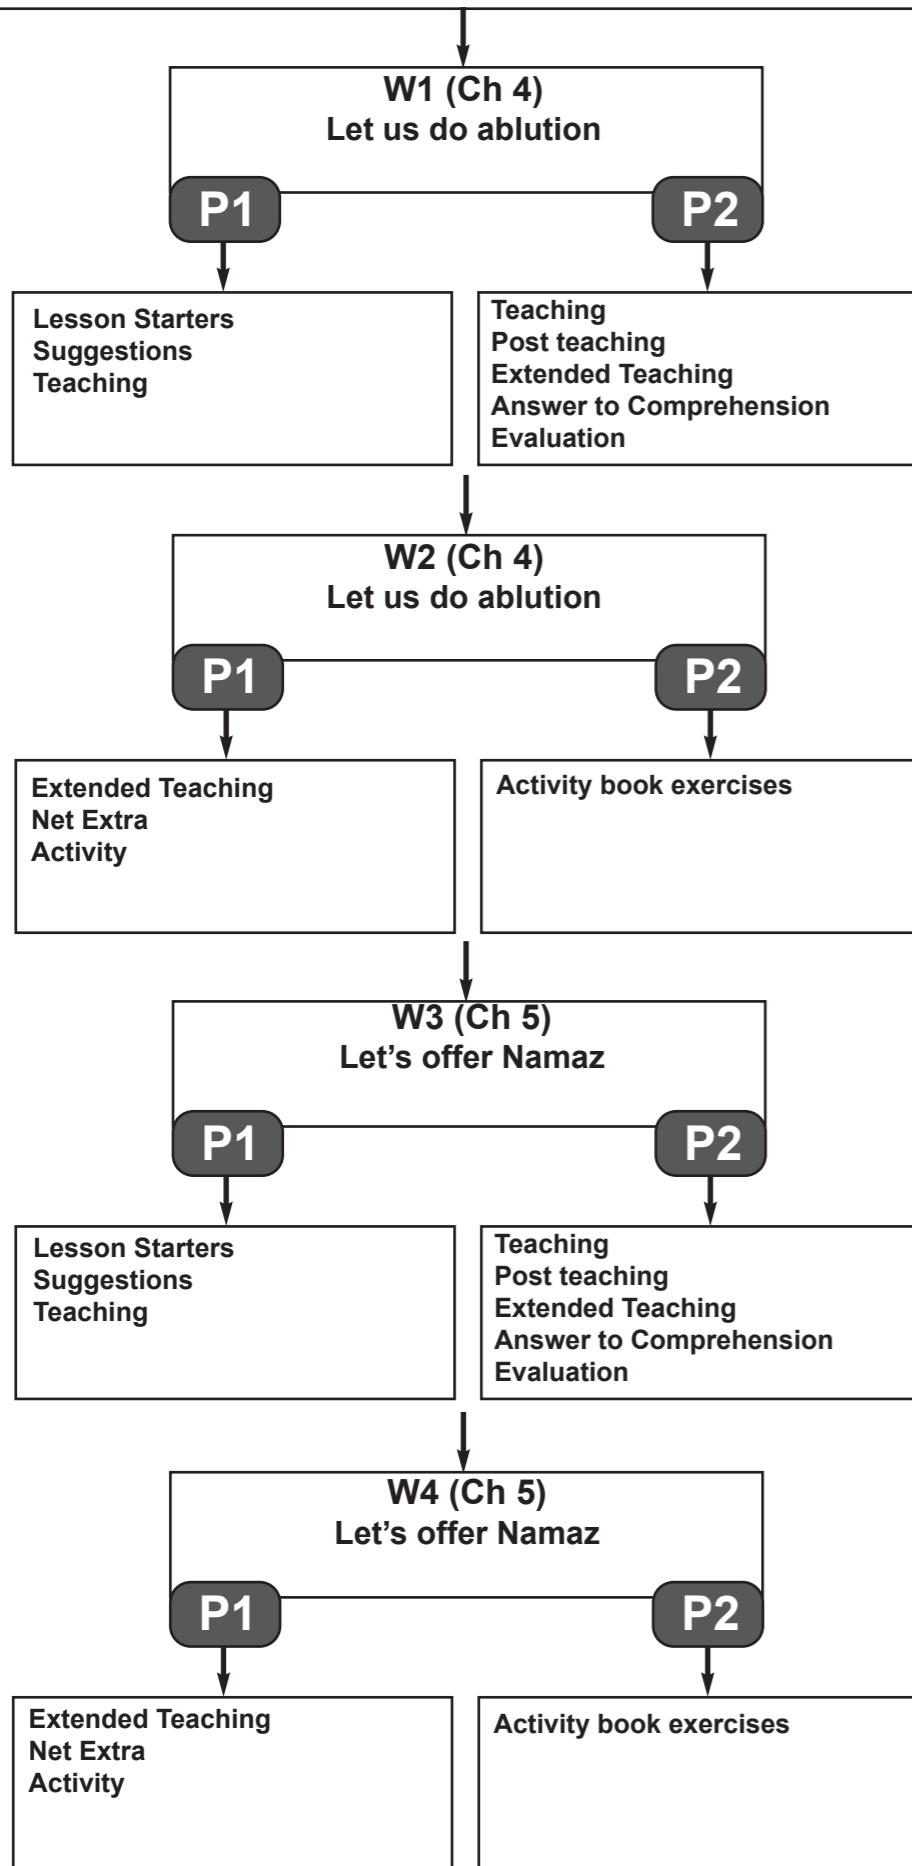 W1 (Ch 4)
Let us do ablution
P1
P2
Lesson Starters
Suggestions
Teaching
Teaching
Post teaching
Extended Teaching
Answer to Comprehension
Evaluation
W2 (Ch 4)
Let us do ablution
P1
P2
Extended Teaching
Net Extra
Activity
Activity book exercises
W3 (Ch 5)
Let’s offer Namaz
P1
P2
Lesson Starters
Suggestions
Teaching
Teaching
Post teaching
Extended Teaching
Answer to Comprehension
Evaluation
W4 (Ch 5)
Let’s offer Namaz
P1
P2
Extended Teaching
Net Extra
Activity
Activity book exercises